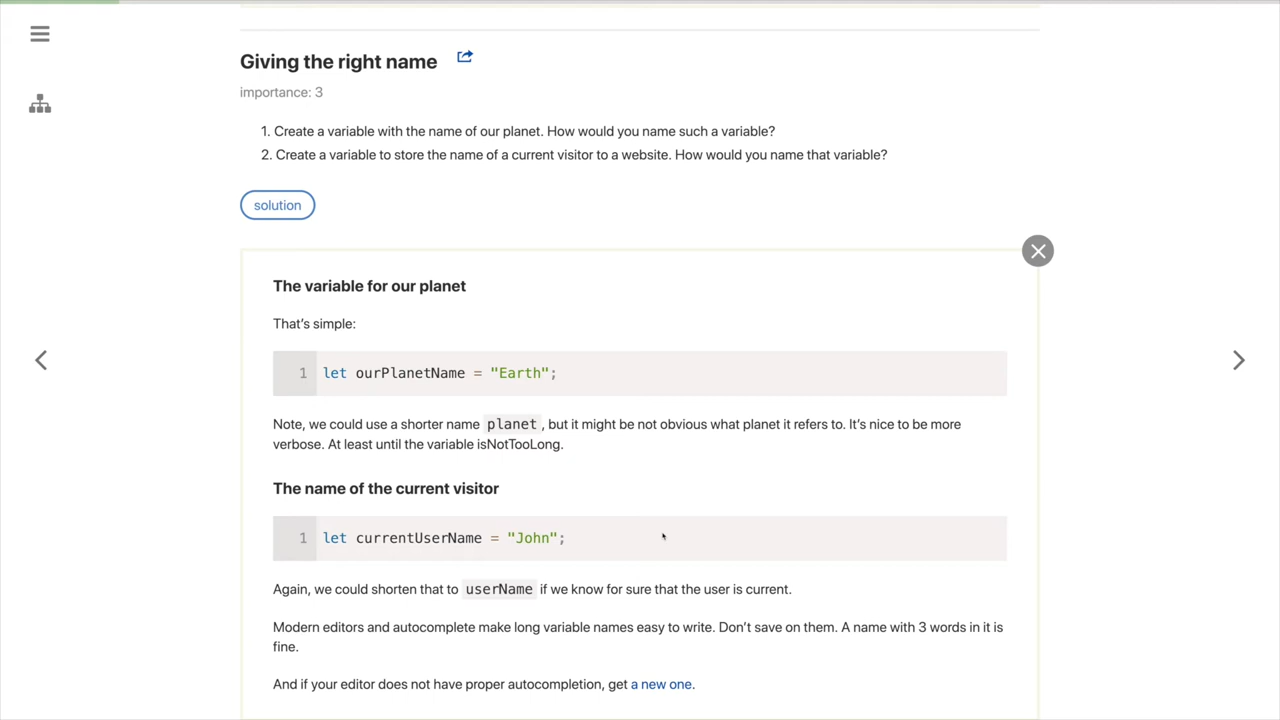 Giving the right name
importance: 3
1. Create a variable with the name of our planet. How would you name such a variable?
2. Create a variable to store the name of a current visitor to a website. How would you name that variable?
solution
The variable for our planet
That's simple:
1 let ourPlanetName = "Earth";
Note, we could use a shorter name planet, but it might be not obvious what planet it refers to. It's nice to be more
verbose. At least until the variable isNotTooLong.
The name of the current visitor
1 let currentUserName = "John";
Again, we could shorten that to userName if we know for sure that the user is current.
Modern editors and autocomplete make long variable names easy to write. Don't save on them. A name with 3 words in it is
fine.
And if your editor does not have proper autocompletion, get a new one.